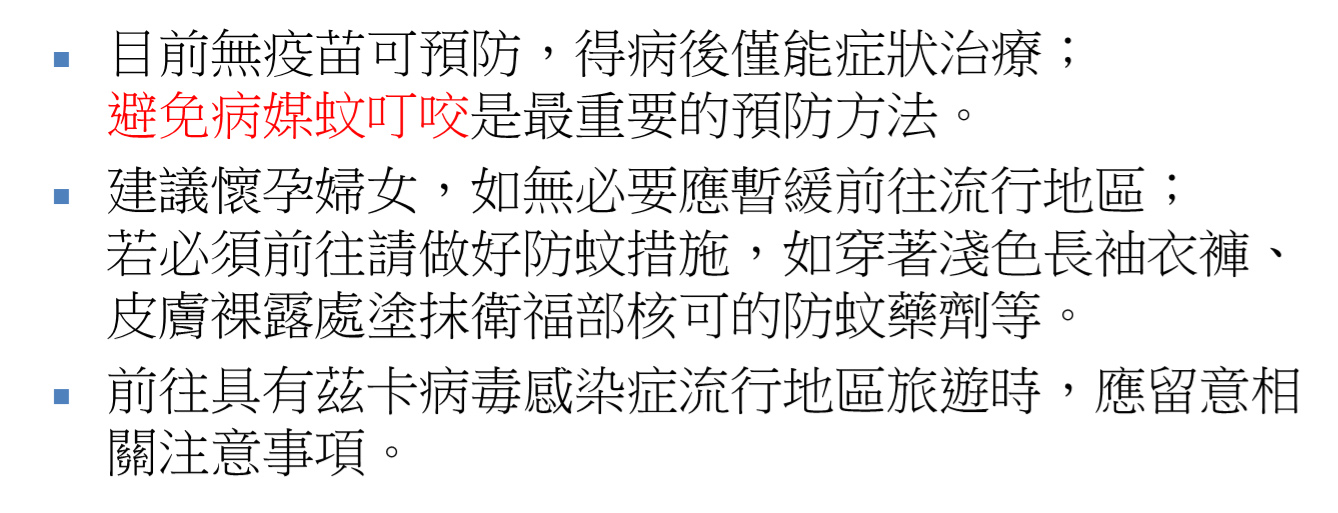 ▪ 目前無疫苗可預防，得病後僅能症狀治療；
避免病媒蚊叮咬是最重要的預防方法。
▪ 建議懷孕婦女，如無必要應暫緩前往流行地區；
若必須前往請做好防蚊措施，如穿著淺色長袖衣褲、
皮膚裸露處塗抹衛福部核可的防蚊藥劑等。
▪ 前往具有茲卡病毒感染症流行地區旅遊時，應留意相
關注意事項。